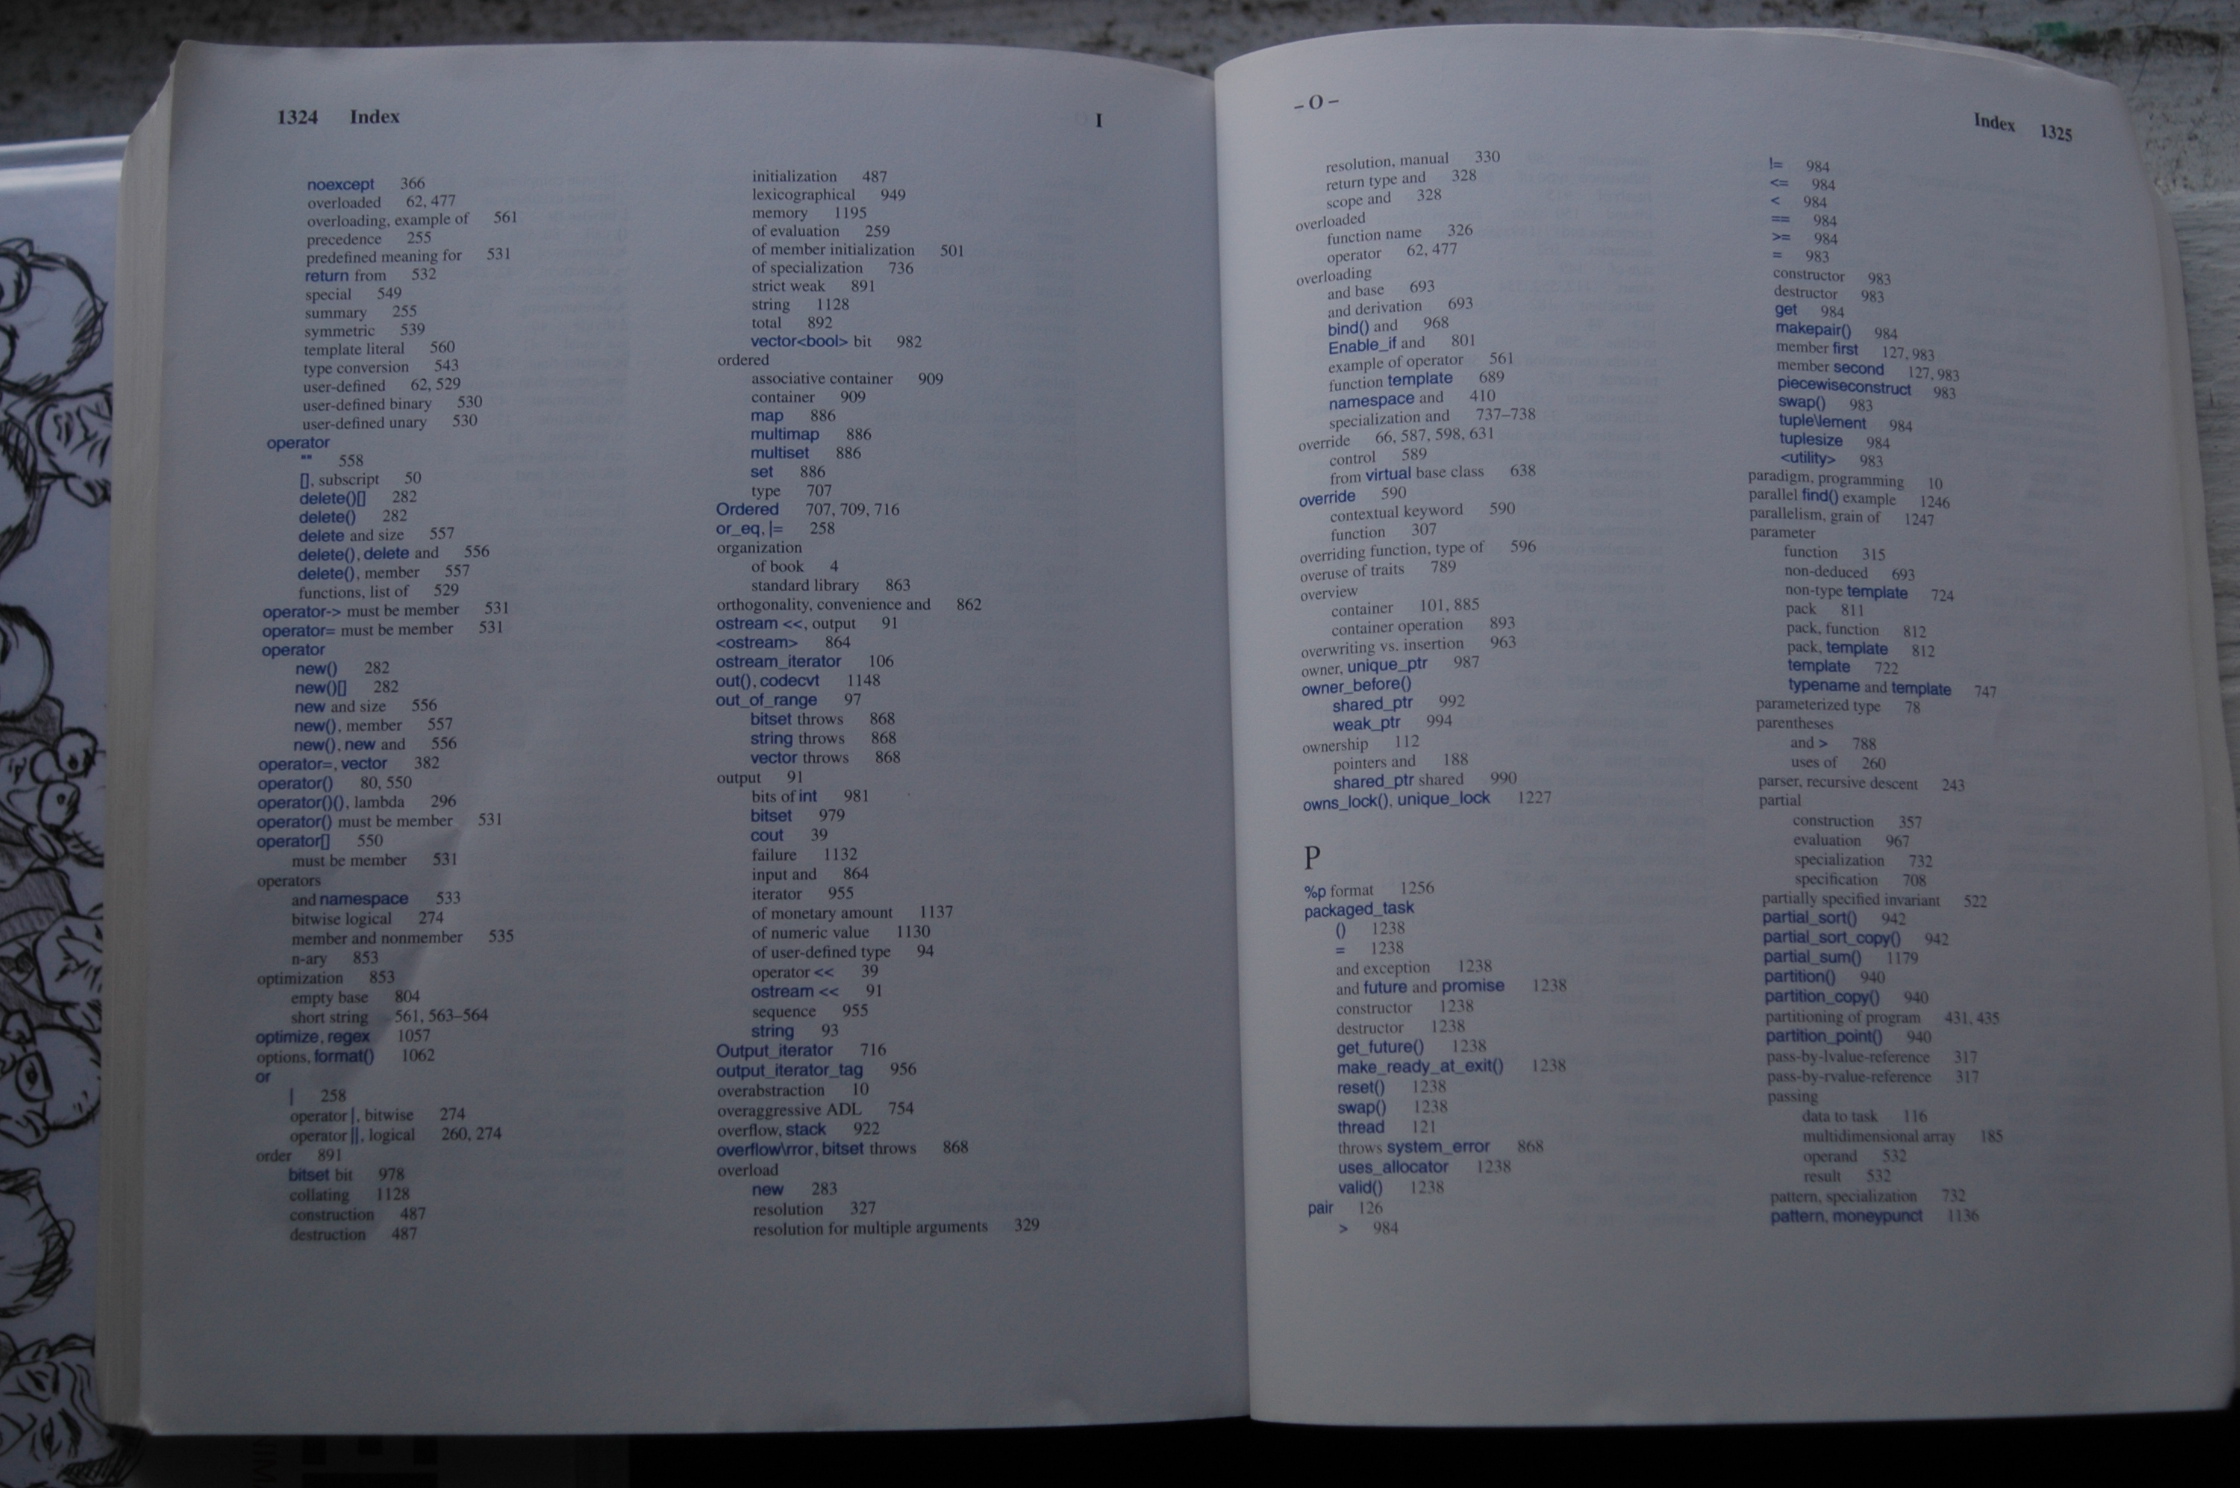 1324 Index
I
noexcept 366
overloaded 62, 477
overloading, example of 561
precedence 255
predefined meaning for 531
return from 532
special 549
summary 255
symmetric 539
template literal 560
type conversion 543
user-defined 62, 529
user-defined binary 530
user-defined unary 530
operator
"" 558
[], subscript 50
delete()[] 282
delete() 282
delete and size 557
delete(), delete and 556
delete(), member 557
functions, list of 529
operator-> must be member 531
operator= must be member 531
operator
new() 282
new()[] 282
new and size 556
new(), member 557
new(), new and 556
operator=, vector 382
operator() 80, 550
operator()(), lambda 296
operator() must be member 531
operator[] 550
must be member 531
operators
and namespace 533
bitwise logical 274
member and nonmember 535
n-ary 853
optimization 853
empty base 804
short string 561, 563–564
optimize, regex 1057
options, format() 1062
or
| 258
operator |, bitwise 274
operator ||, logical 260, 274
order 891
bitset bit 978
collating 1128
construction 487
destruction 487
initialization 487
lexicographical 949
memory 1195
of evaluation 259
of member initialization 501
of specialization 736
strict weak 891
string 1128
total 892
vector<bool> bit 982
ordered
associative container 909
container 909
map 886
multimap 886
multiset 886
set 886
type 707
Ordered 707, 709, 716
or_eq, |= 258
organization
of book 4
standard library 863
orthogonality, convenience and 862
ostream <<, output 91
<ostream> 864
ostream_iterator 106
out(), codecvt 1148
out_of_range 97
bitset throws 868
string throws 868
vector throws 868
output 91
bits of int 981
bitset 979
cout 39
failure 1132
input and 864
iterator 955
of monetary amount 1137
of numeric value 1130
of user-defined type 94
operator << 39
ostream << 91
sequence 955
string 93
Output_iterator 716
output_iterator_tag 956
overabstraction 10
overaggressive ADL 754
overflow, stack 922
overflow\rror, bitset throws 868
overload
new 283
resolution 327
resolution for multiple arguments 329
– O –
Index 1325
resolution, manual 330
return type and 328
scope and 328
overloaded
function name 326
operator 62, 477
overloading
and base 693
and derivation 693
bind() and 968
Enable_if and 801
example of operator 561
function template 689
namespace and 410
specialization and 737–738
override 66, 587, 598, 631
control 589
from virtual base class 638
override 590
contextual keyword 590
function 307
overriding function, type of 596
overuse of traits 789
overview
container 101, 885
container operation 893
overwriting vs. insertion 963
owner, unique_ptr 987
owner_before()
shared_ptr 992
weak_ptr 994
ownership 112
pointers and 188
shared_ptr shared 990
owns_lock(), unique_lock 1227
P
%p format 1256
packaged_task
() 1238
= 1238
and exception 1238
and future and promise 1238
constructor 1238
destructor 1238
get_future() 1238
make_ready_at_exit() 1238
reset() 1238
swap() 1238
thread 121
throws system_error 868
uses_allocator 1238
valid() 1238
pair 126
> 984
!= 984
<= 984
< 984
== 984
>= 984
= 983
constructor 983
destructor 983
get 984
makepair() 984
member first 127, 983
member second 127, 983
piecewiseconstruct 983
swap() 983
tuple\lement 984
tuplesize 984
<utility> 983
paradigm, programming 10
parallel find() example 1246
parallelism, grain of 1247
parameter
function 315
non-deduced 693
non-type template 724
pack 811
pack, function 812
pack, template 812
template 722
typename and template 747
parameterized type 78
parentheses
and > 788
uses of 260
parser, recursive descent 243
partial
construction 357
evaluation 967
specialization 732
specification 708
partially specified invariant 522
partial_sort() 942
partial_sort_copy() 942
partial_sum() 1179
partition() 940
partition_copy() 940
partitioning of program 431, 435
partition_point() 940
pass-by-lvalue-reference 317
pass-by-rvalue-reference 317
passing
data to task 116
multidimensional array 185
operand 532
result 532
pattern, specialization 732
pattern, moneypunct 1136